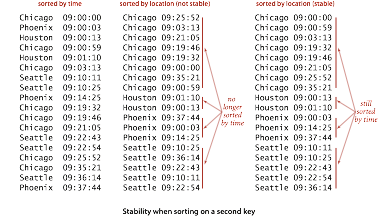 sorted by time sorted by location (not stable) sorted by location (stable)
Chicago 09:00:00 Chicago 09:25:52 Chicago 09:00:00
Phoenix 09:00:03 Chicago 09:03:13 Chicago 09:00:59
Houston 09:00:13 Chicago 09:21:05 Chicago 09:03:13
Chicago 09:00:59 Chicago 09:19:46 Chicago 09:19:32
Houston 09:01:10 Chicago 09:19:32 Chicago 09:19:46
Chicago 09:03:13 Chicago 09:00:00 Chicago 09:21:05
Seattle 09:10:11 Chicago 09:35:21 Chicago 09:25:52
Seattle 09:10:25 Chicago 09:00:59 Chicago 09:35:21
Phoenix 09:14:25 Houston 09:01:10 Houston 09:00:13
Chicago 09:19:32 Houston 09:00:13 Houston 09:01:10
Chicago 09:19:46 Phoenix 09:37:44 Phoenix 09:00:03
Chicago 09:21:05 Phoenix 09:00:03 Phoenix 09:14:25
Seattle 09:22:43 Phoenix 09:14:25 Phoenix 09:37:44
Seattle 09:22:54 Seattle 09:10:25 Seattle 09:10:11
Chicago 09:25:52 Seattle 09:36:14 Seattle 09:10:25
Chicago 09:35:21 Seattle 09:22:43 Seattle 09:22:43
Seattle 09:36:14 Seattle 09:10:11 Seattle 09:22:54
Phoenix 09:37:44 Seattle 09:22:54 Seattle 09:36:14
no
longer
sorted
by time
still
sorted
by time
Stability when sorting on a second key